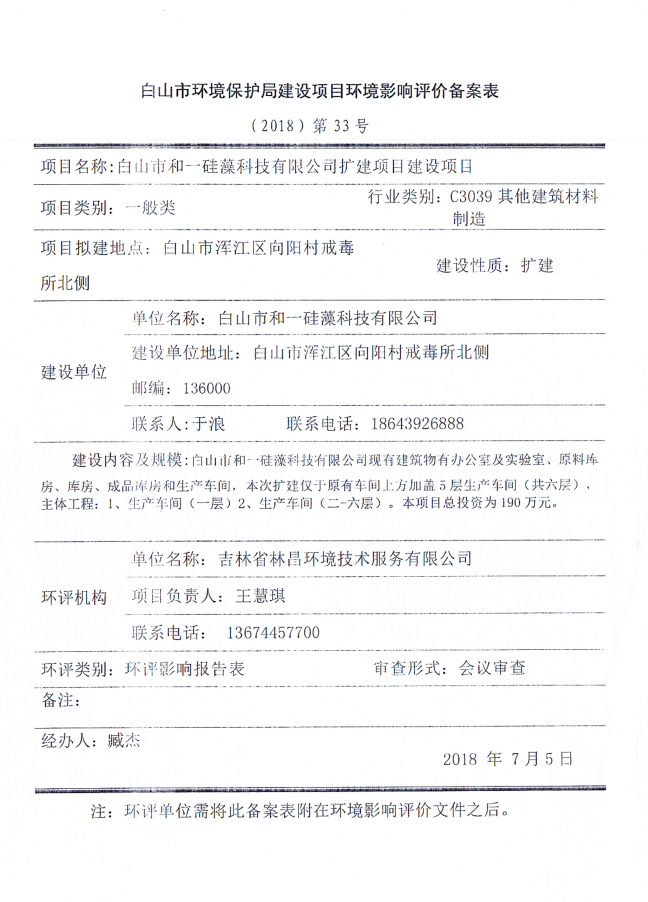 白山市环境保护局建设项目环境影响评价备案表
（2018）第 33 号
项目名称:白山市和一硅藻科技有限公司扩建项目建设项目
项目类别：一般类
行业类别：C3039 其他建筑材料
制造
项目拟建地点：白山市浑江区向阳村戒毒
所北侧
建设性质：扩建
建设单位
单位名称：白山市和一硅藻科技有限公司
建设单位地址：白山市浑江区向阳村戒毒所北侧
邮编：136000
联系人:于浪 联系电话：18643926888
建设内容及规模:白山市和一硅藻科技有限公司现有建筑物有办公室及实验室、原料库
房、库房、成品库房和生产车间，本次扩建仅于原有车间上方加盖 5 层生产车间（共六层），
主体工程：1、生产车间（一层）2、生产车间（二-六层）。本项目总投资为 190 万元。
环评机构
单位名称：吉林省林昌环境技术服务有限公司
项目负责人：王慧琪
联系电话： 13674457700
环评类别：环评影响报告表 审查形式：会议审查
备注：
经办人：臧杰
2018 年 7 月 5 日
注：环评单位需将此备案表附在环境影响评价文件之后。